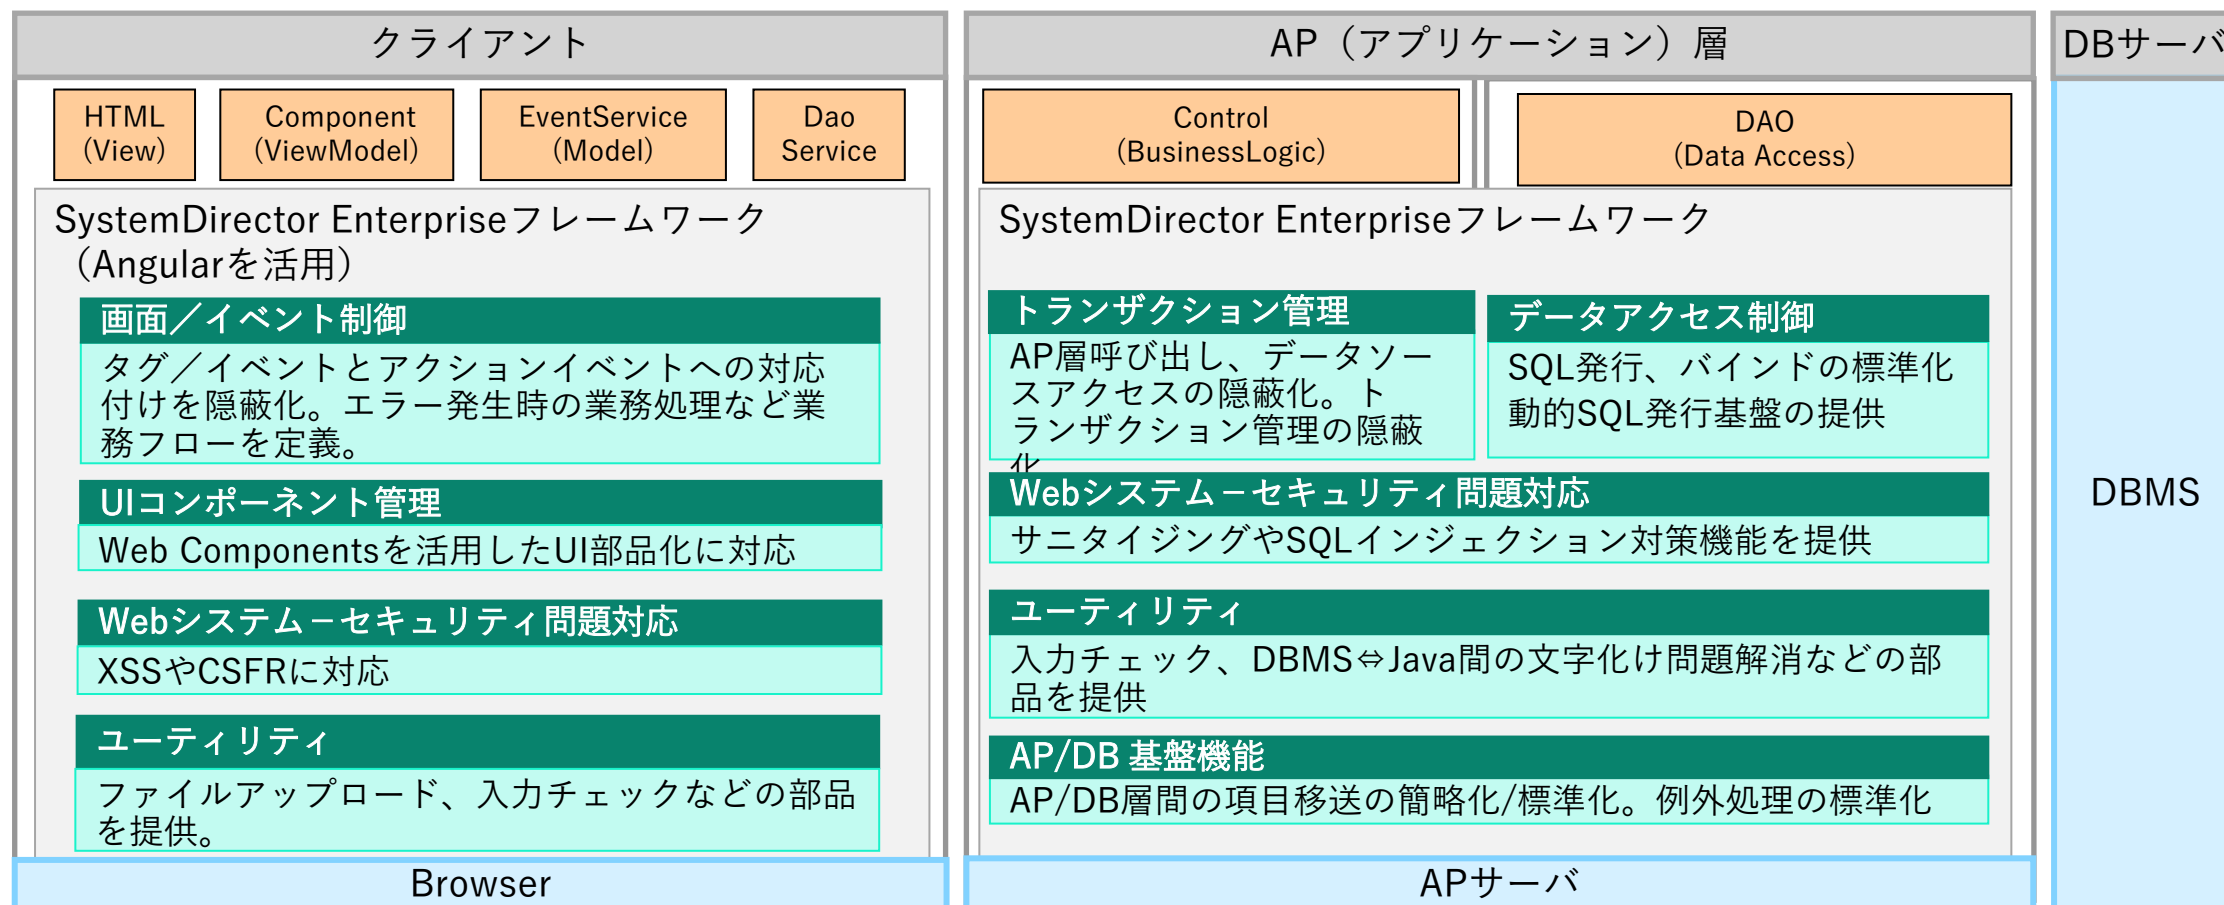 クライアント
HTML
(View)
Component
(ViewModel)
EventService
(Model)
Dao
Service
SystemDirector Enterpriseフレームワーク
（Angularを活用）
画面／イベント制御
タグ／イベントとアクションイベントへの対応
付けを隠蔽化。エラー発生時の業務処理など業
務フローを定義。
UIコンポーネント管理
Web Componentsを活用したUI部品化に対応
Webシステム－セキュリティ問題対応
XSSやCSFRに対応
ユーティリティ
ファイルアップロード、入力チェックなどの部品
を提供。
Browser
AP（アプリケーション）層
Control
(BusinessLogic)
DAO
(Data Access)
SystemDirector Enterpriseフレームワーク
トランザクション管理
AP層呼び出し、データソー
スアクセスの隠蔽化。ト
ランザクション管理の隠蔽
化
データアクセス制御
SQL発行、バインドの標準化
動的SQL発行基盤の提供
Webシステム－セキュリティ問題対応
サニタイジングやSQLインジェクション対策機能を提供
ユーティリティ
入力チェック、DBMS⇔Java間の文字化け問題解消などの部
品を提供
AP/DB 基盤機能
AP/DB層間の項目移送の簡略化/標準化。例外処理の標準化
APサーバ
DBサーバ
DBMS